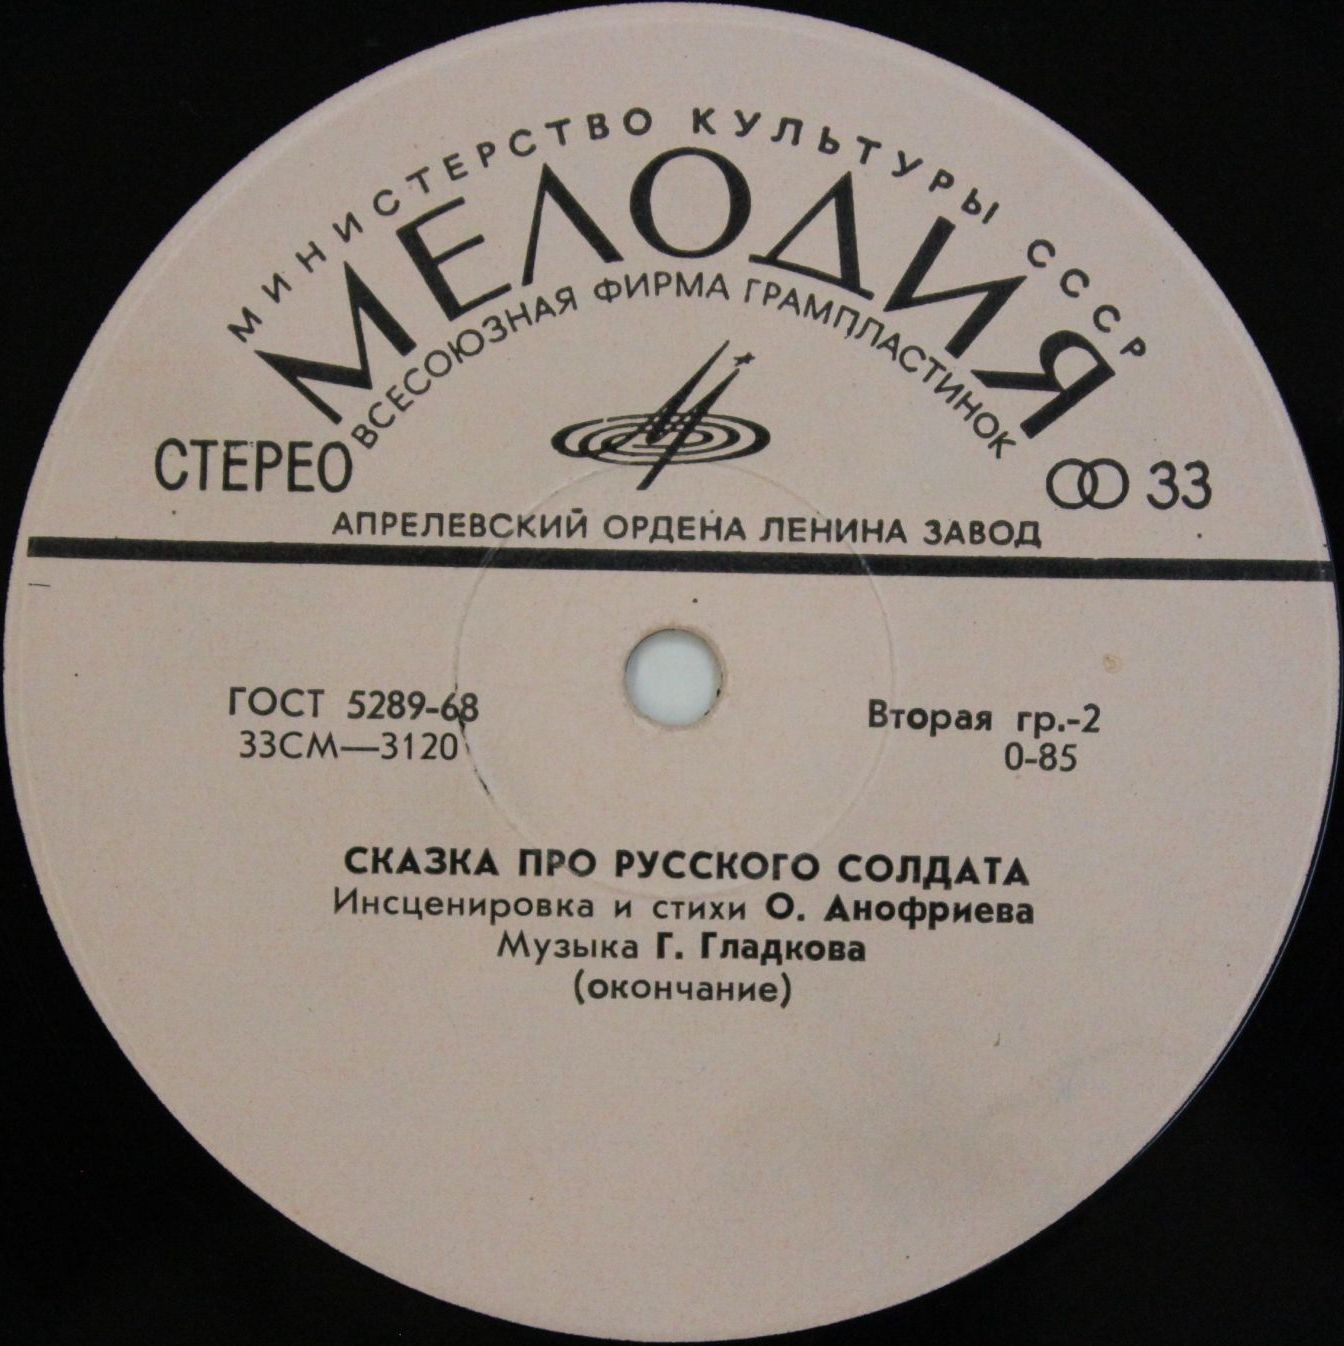 МИНИСТЕРСТВО КУЛЬТУРЫ СССР
МЕЛОДИЯ
ВСЕСОЮЗНАЯ ФИРМА ГРАМПЛАСТИНОК
СТЕРЕО
33
АПРЕЛЕВСКИЙ ОРДЕНА ЛЕНИНА ЗАВОД
ГОСТ 5289-68
33СМ—3120
Вторая гр.-2
0-85
СКАЗКА ПРО РУССКОГО СОЛДАТА
Инсценировка и стихи О. Анофриева
Музыка Г. Гладкова
(окончание)